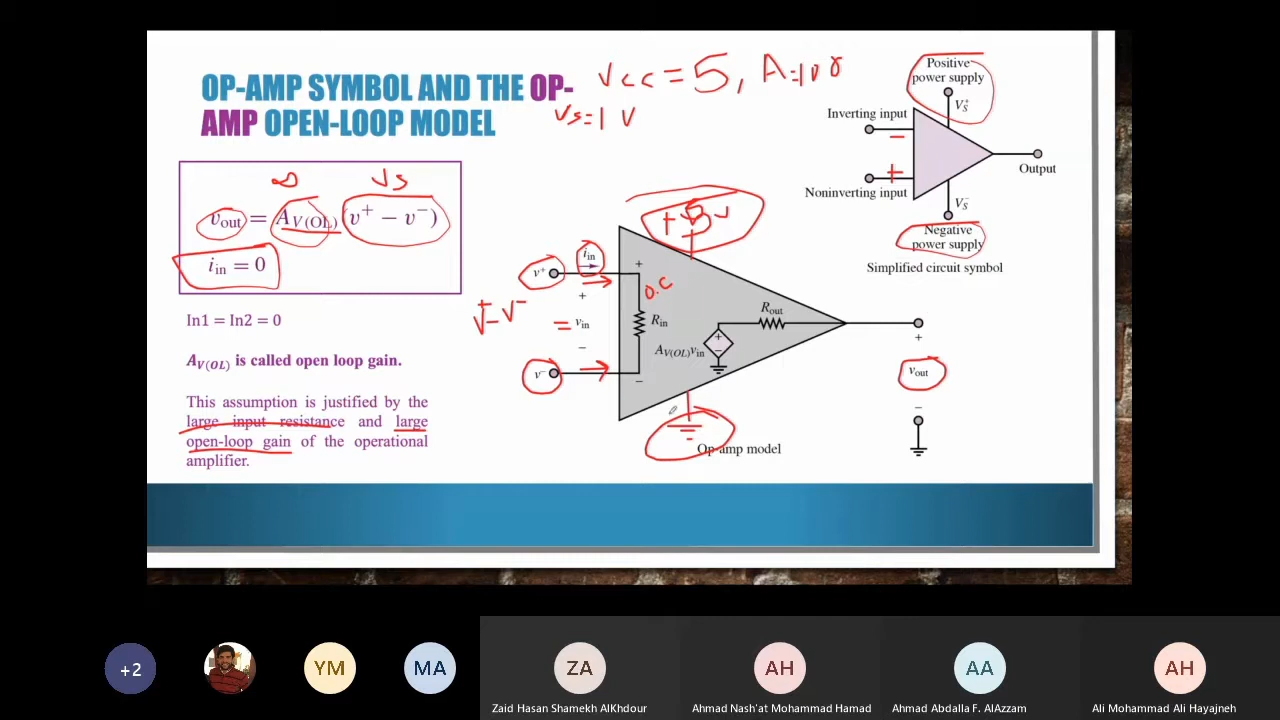 OP-AMP SYMBOL AND THE OP-
AMP OPEN-LOOP MODEL
Vcc = 5, A=100
Vs=1 V
∞
Vs
vout = AV(OL)(v+ − v−)
iin = 0
In1 = In2 = 0
AV(OL) is called open loop gain.
This assumption is justified by the
large input resistance and large
open-loop gain of the operational
amplifier.
V+-V-
=
v+
iin
+
vin
−
v−
+
O.C
Rin
−
AV(OL)vin
+
−
Rout
+
vout
−
Op-amp model
Positive
power supply
VS+
Inverting input
−
+
Noninverting input
Output
VS−
Negative
power supply
Simplified circuit symbol
+2
YM
MA
ZA
Zaid Hasan Shamekh AlKhdour
AH
Ahmad Nash'at Mohammad Hamad
AA
Ahmad Abdalla F. AlAzzam
AH
Ali Mohammad Ali Hayajneh